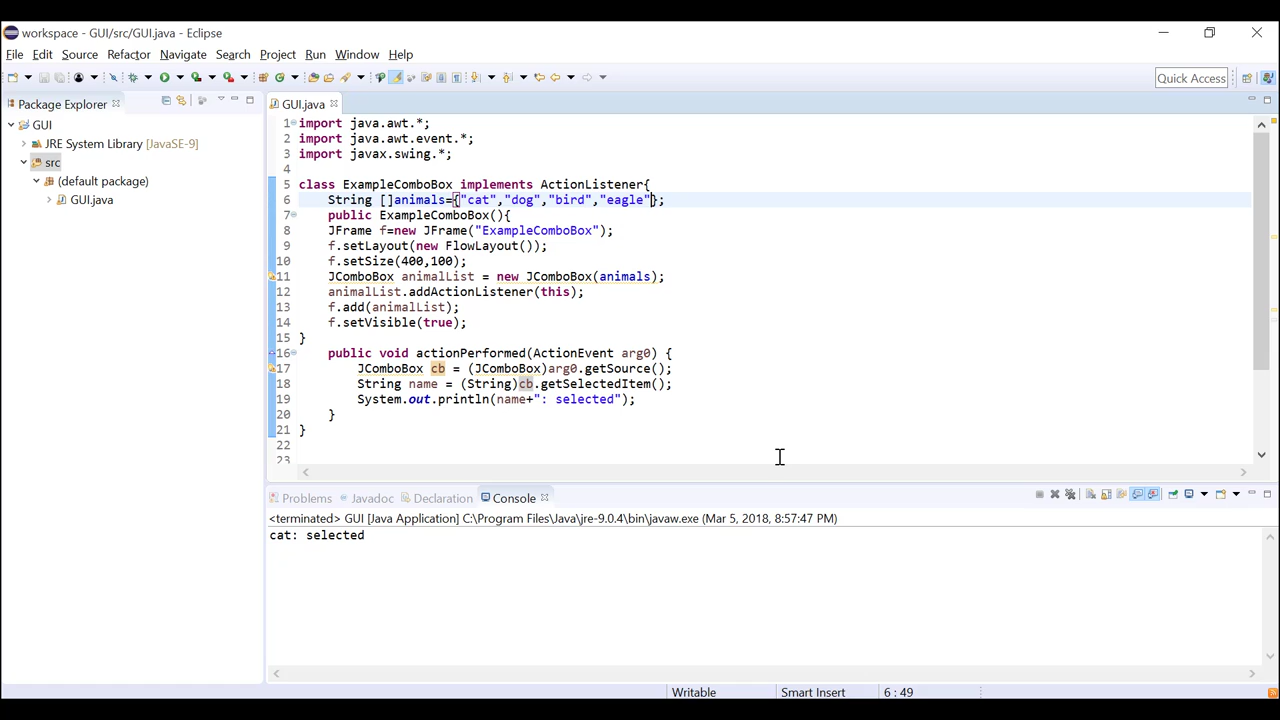 workspace - GUI/src/GUI.java - Eclipse
File Edit Source Refactor Navigate Search Project Run Window Help
Quick Access
Package Explorer
GUI.java
GUI
JRE System Library [JavaSE-9]
src
(default package)
GUI.java
1 import java.awt.*;
2 import java.awt.event.*;
3 import javax.swing.*;
4
5 class ExampleComboBox implements ActionListener{
6 String []animals={"cat","dog","bird","eagle"};
7 public ExampleComboBox(){
8 JFrame f=new JFrame("ExampleComboBox");
9 f.setLayout(new FlowLayout());
10 f.setSize(400,100);
11 JComboBox animalList = new JComboBox(animals);
12 animalList.addActionListener(this);
13 f.add(animalList);
14 f.setVisible(true);
15 }
16 public void actionPerformed(ActionEvent arg0) {
17 JComboBox cb = (JComboBox)arg0.getSource();
18 String name = (String)cb.getSelectedItem();
19 System.out.println(name+": selected");
20 }
21 }
22
23
Problems Javadoc Declaration Console
<terminated> GUI [Java Application] C:\Program Files\Java\jre-9.0.4\bin\javaw.exe (Mar 5, 2018, 8:57:47 PM)
cat: selected
Writable Smart Insert 6 : 49